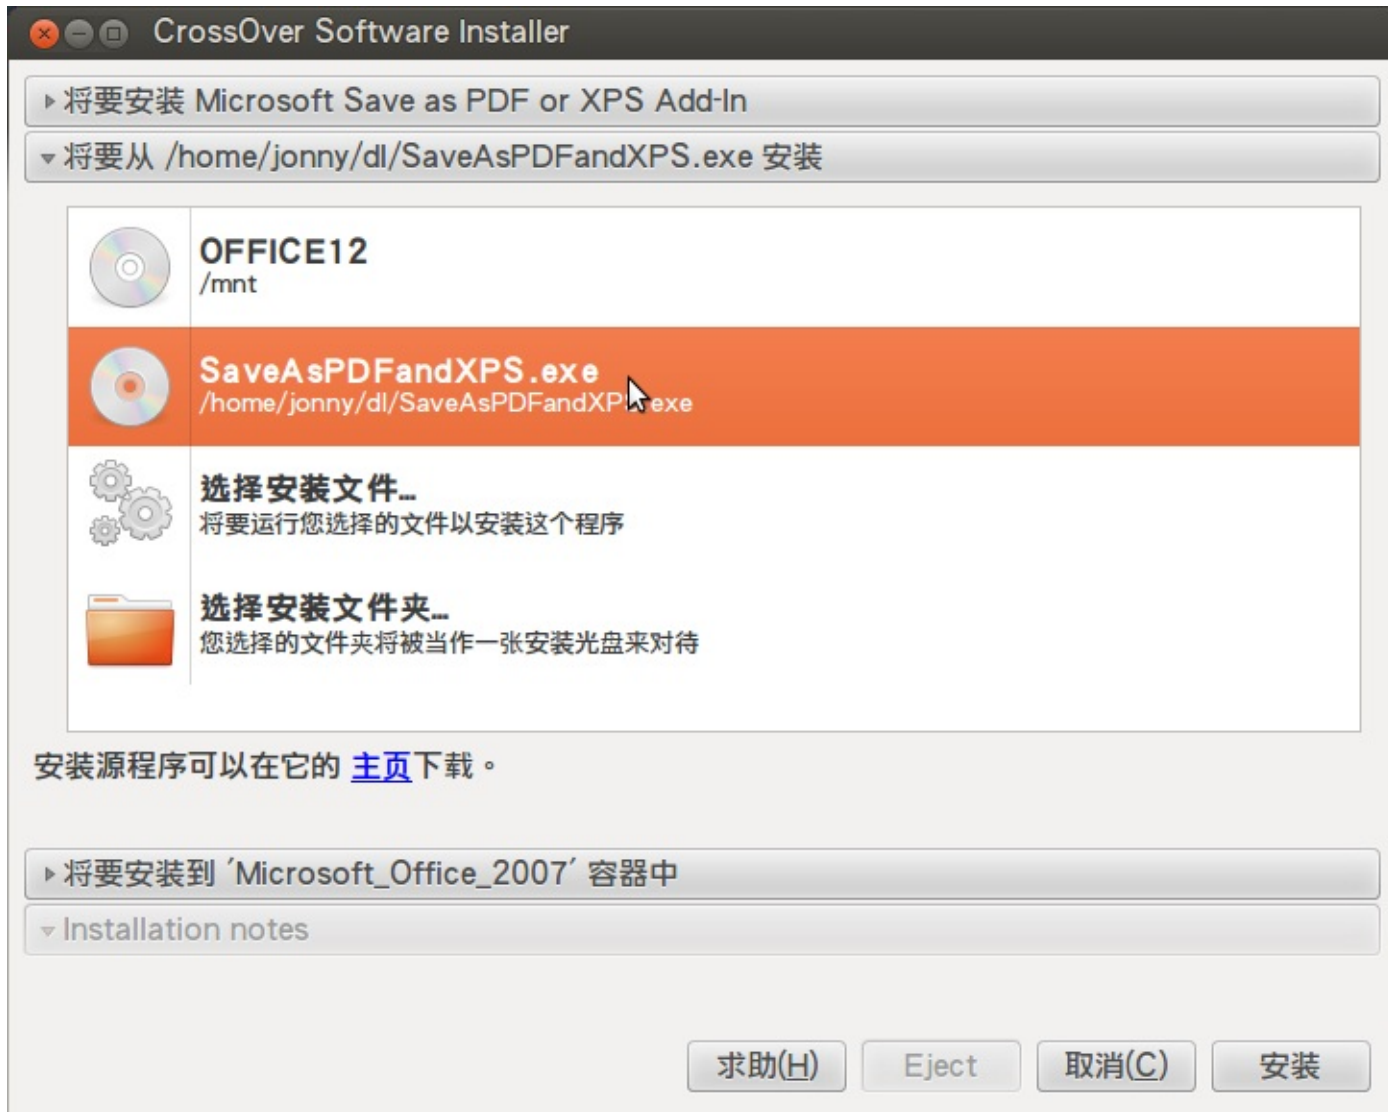 CrossOver Software Installer
将要安装 Microsoft Save as PDF or XPS Add-In
将要从 /home/jonny/dl/SaveAsPDFandXPS.exe 安装
OFFICE12
/mnt
SaveAsPDFandXPS.exe
/home/jonny/dl/SaveAsPDFandXPS.exe
选择安装文件...
将要运行您选择的文件以安装这个程序
选择安装文件夹...
您选择的文件夹将被当作一张安装光盘来对待
安装源程序可以在它的 主页下载。
将要安装到 ′Microsoft_Office_2007′ 容器中
Installation notes
求助(H) Eject 取消(C) 安装